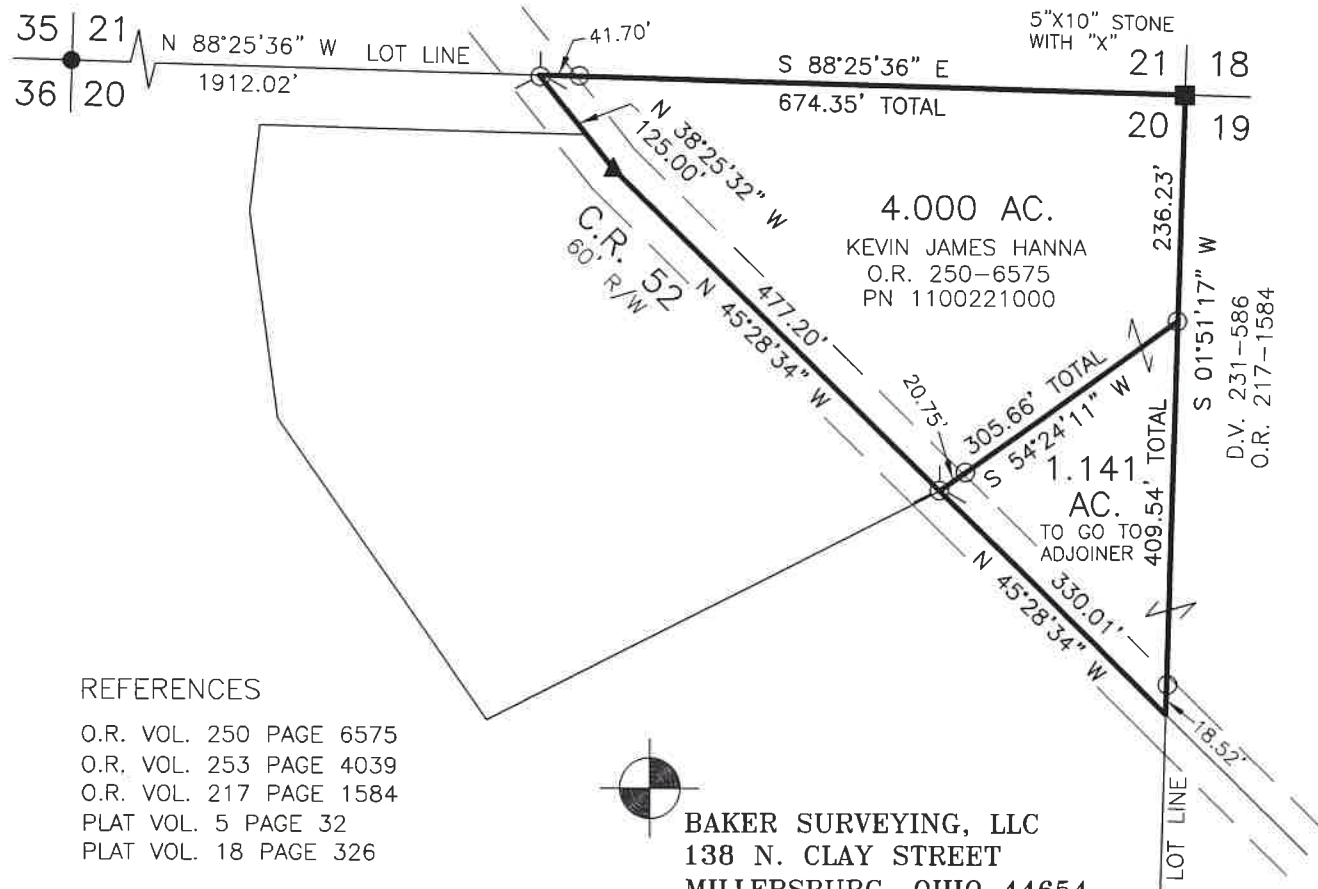 35 21
36 20
N 88°25'36" W LOT LINE
1912.02'
41.70'
5"X10" STONE
WITH "X"
21 18
20 19
S 88°25'36" E
674.35' TOTAL
N 38°25'32" W
125.00'
C.R. 52
60' R/W
4.000 AC.
KEVIN JAMES HANNA
O.R. 250-6575
PN 1100221000
236.23'
S 01°51'17" W
D.V. 231-586
O.R. 217-1584
477.20'
N 45°28'34" W
20.75'
305.66' TOTAL
S 54°24'11" W
1.141
AC.
TO GO TO
ADJOINER
409.54' TOTAL
330.01'
N 45°28'34" W
18.52'
LOT LINE
REFERENCES
O.R. VOL. 250 PAGE 6575
O.R. VOL. 253 PAGE 4039
O.R. VOL. 217 PAGE 1584
PLAT VOL. 5 PAGE 32
PLAT VOL. 18 PAGE 326
BAKER SURVEYING, LLC
138 N. CLAY STREET
MILLERSBURG, OHIO 44654